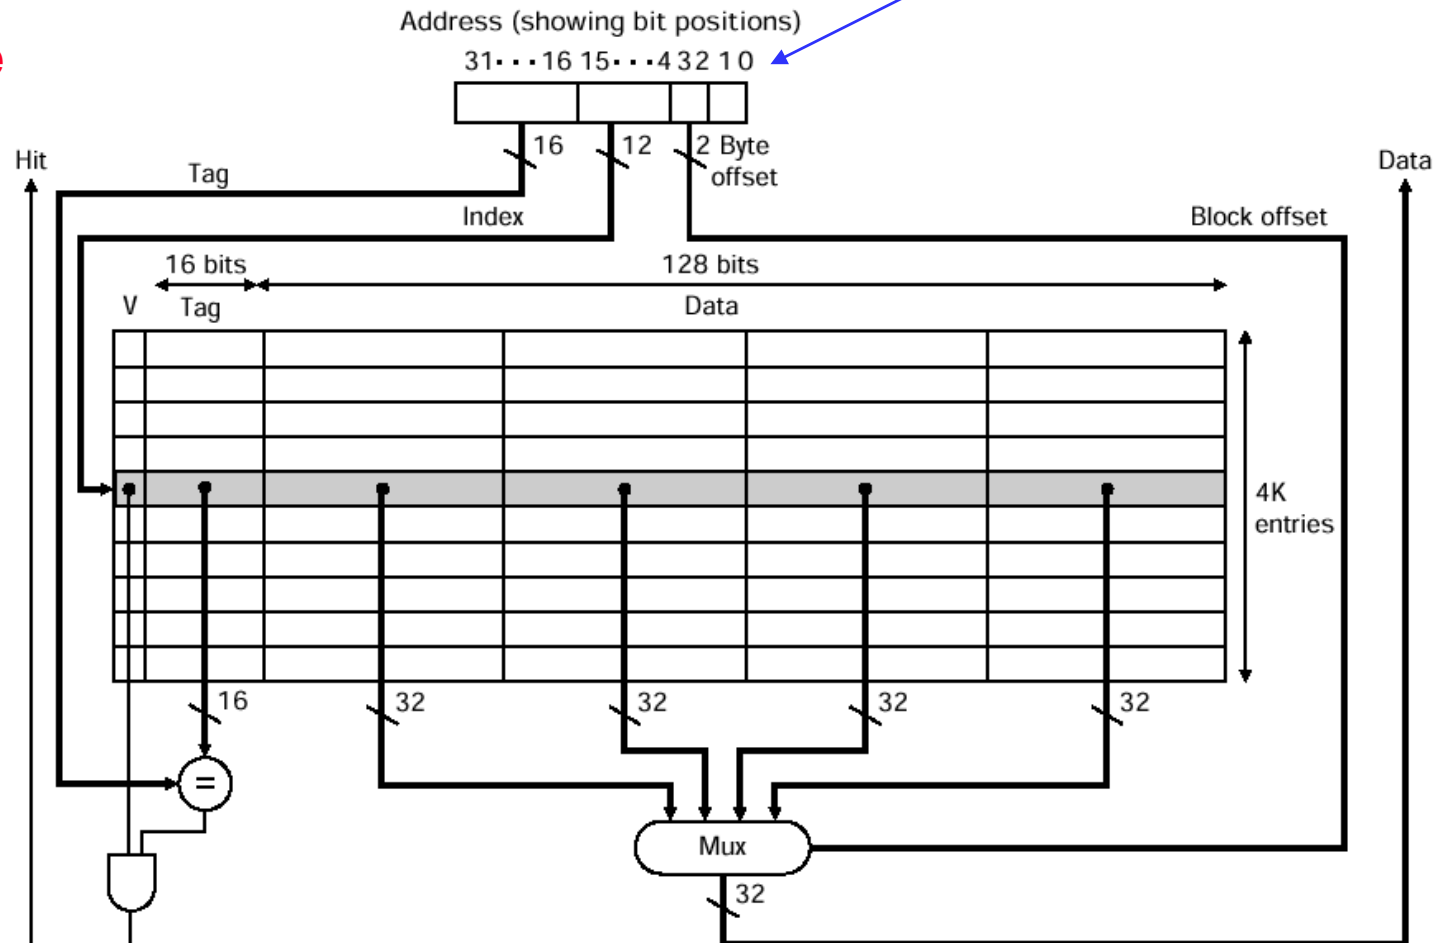 Address (showing bit positions)
e
31···16 15···4 3 2 1 0
16
12
2
Byte
offset
Hit
Data
Tag
Index
Block offset
16 bits
128 bits
V
Tag
Data
4K
entries
16
32
32
32
32
=
Mux
32